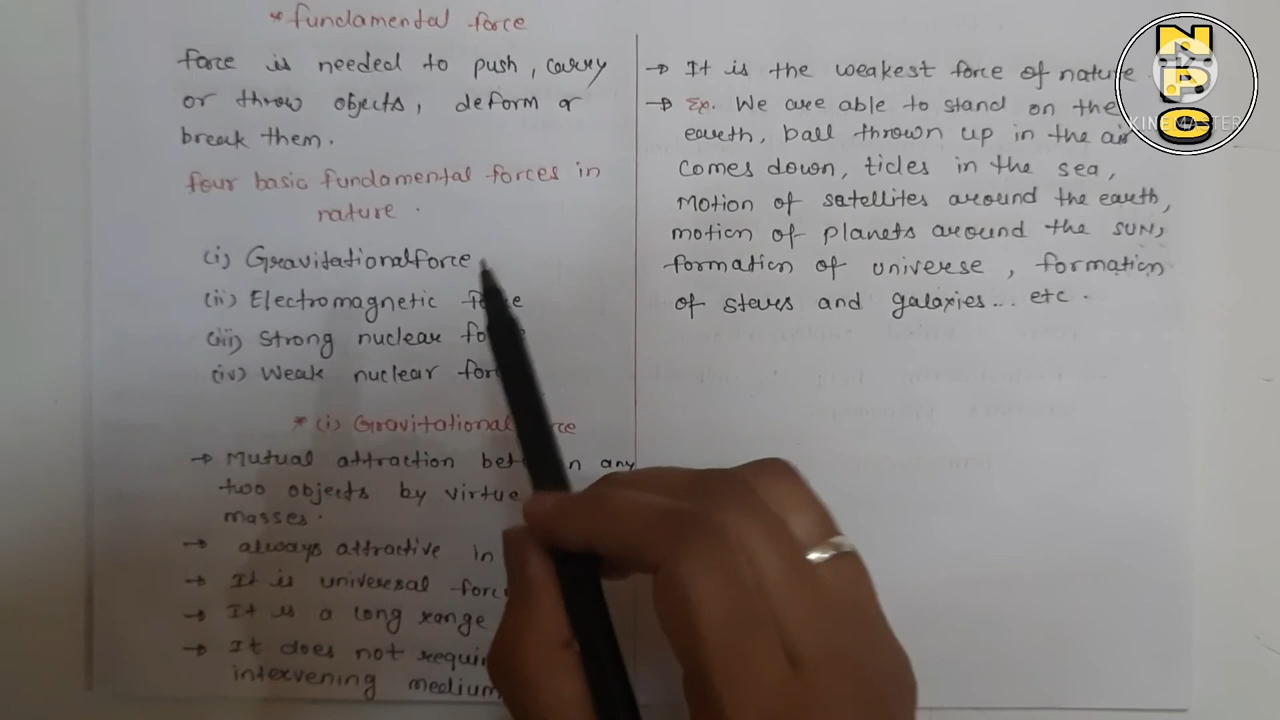 * fundamental force
force is needed to push, carry
or throw objects, deform or
break them.
four basic fundamental forces in
nature.
(i) Gravitational force
(ii) Electromagnetic force
(iii) Strong nuclear
(iv) Weak nuclear
* (i) Gravitational
→ Mutual attraction any
two objects by virtue
masses.
→ always attractive in
→ It is universal
→ It is a long range
→ It does not
intervening medium
→ It is the weakest force of nature
→ Ex. We are able to stand on the
earth, ball thrown up in the air
comes down, tides in the sea,
Motion of satellites around the earth,
motion of planets around the SUN,
formation of universe, formation
of stars and galaxies... etc.
N
P
O
KINEMASTER